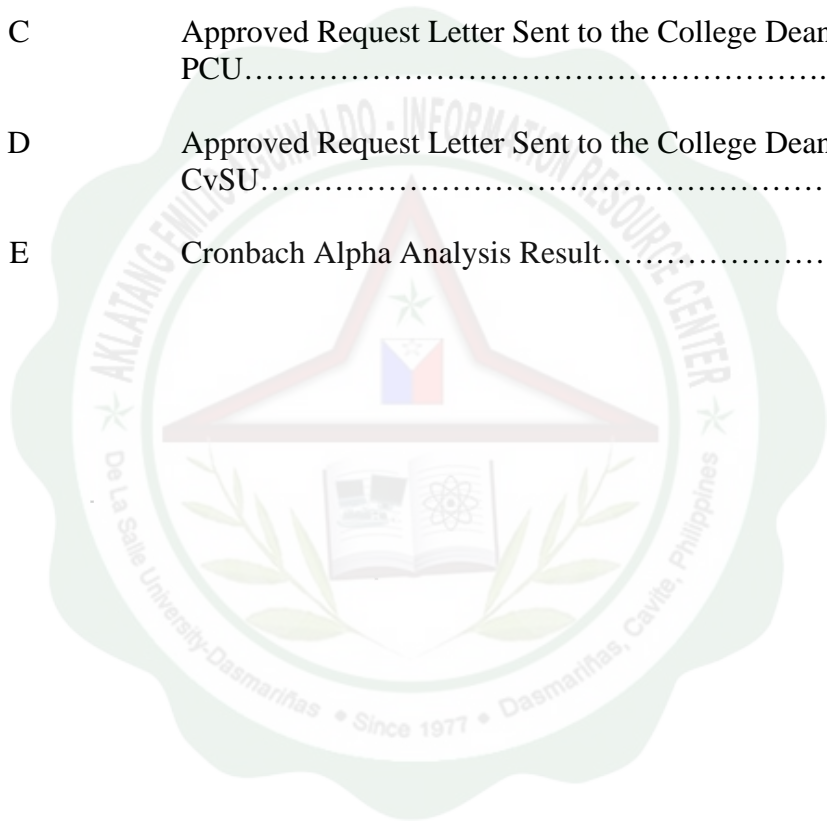 C Approved Request Letter Sent to the College Dean
PCU……………………………………………….
D Approved Request Letter Sent to the College Dean
CvSU………………………………………………
E Cronbach Alpha Analysis Result…………………
AKLATANG EMILIO AGUINALDO - INFORMATION RESOURCE CENTER
De La Salle University-Dasmariñas • Since 1977 • Dasmariñas, Cavite, Philippines